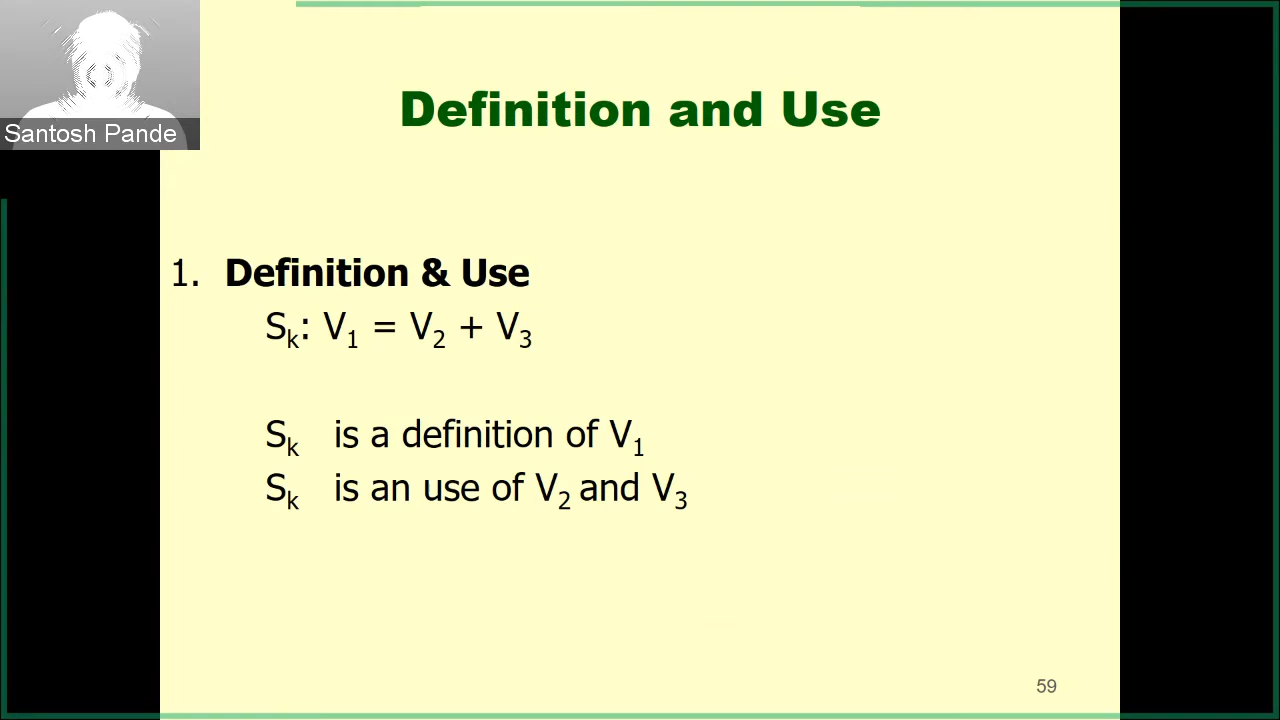 Santosh Pande
Definition and Use
1. Definition & Use
Sk: V1 = V2 + V3
Sk is a definition of V1
Sk is an use of V2 and V3
59